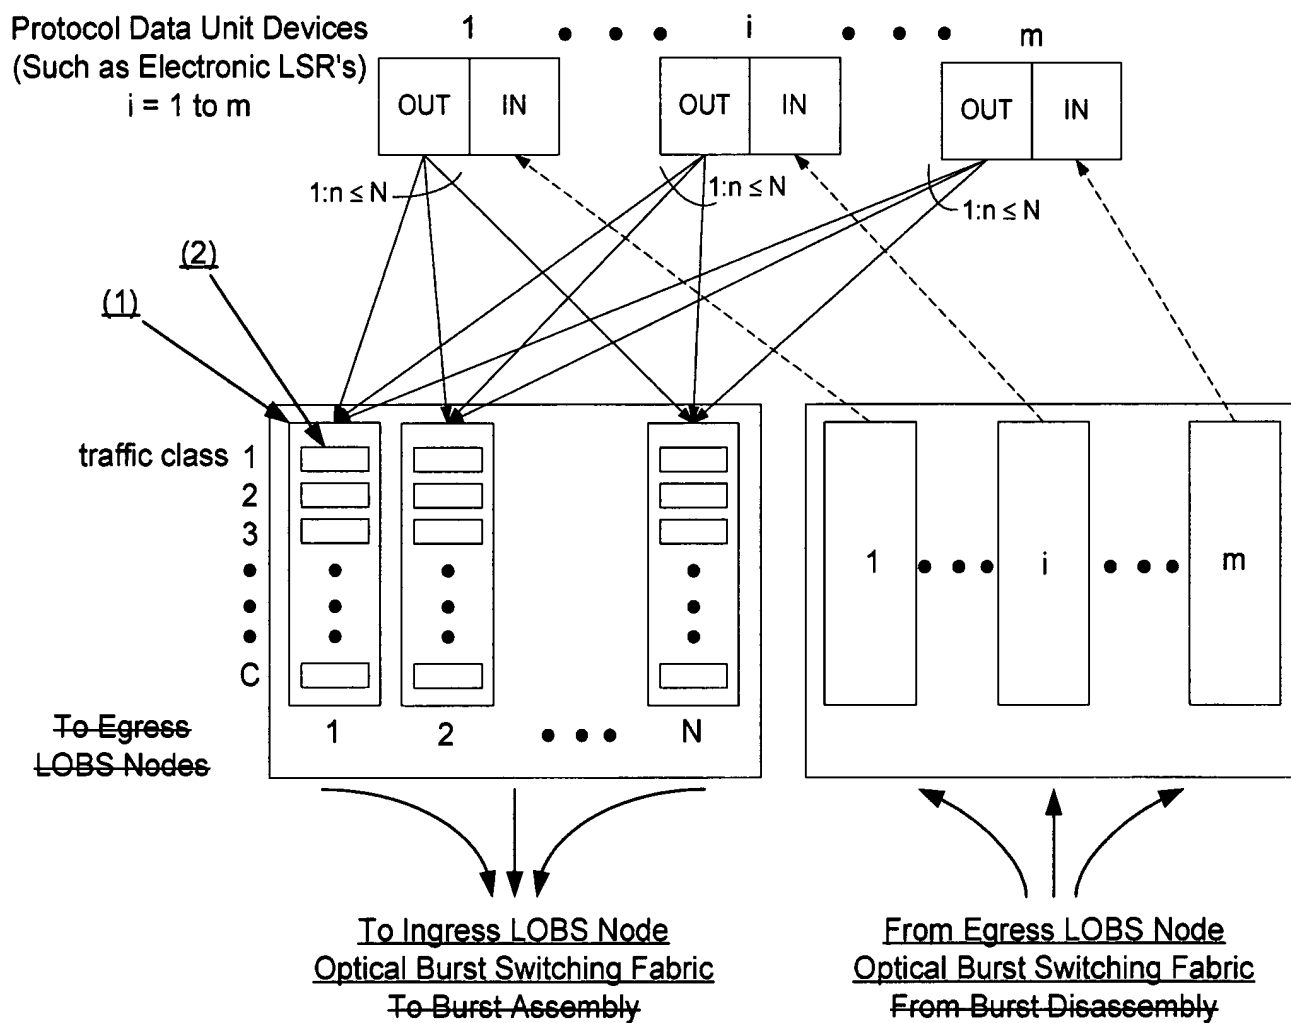 Protocol Data Unit Devices
(Such as Electronic LSR's)
i = 1 to m
1 • • • i • • • m
OUT IN
OUT IN
OUT IN
1:n ≤ N
1:n ≤ N
1:n ≤ N
(2)
(1)
traffic class 1
2
3
•
•
•
C
1 2 • • • N
1 • • • i • • • m
To Egress
LOBS Nodes
To Ingress LOBS Node
Optical Burst Switching Fabric
To Burst Assembly
From Egress LOBS Node
Optical Burst Switching Fabric
From Burst Disassembly